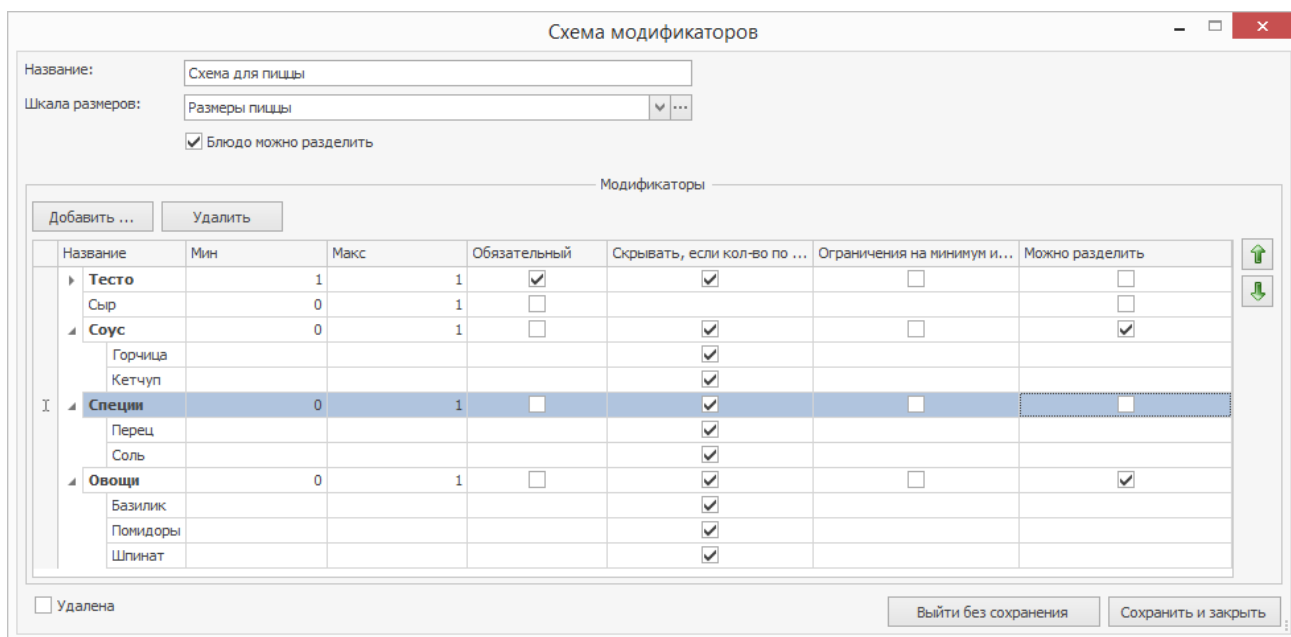 Схема модификаторов
Название: Схема для пиццы
Шкала размеров: Размеры пиццы
Блюдо можно разделить
Модификаторы
Добавить ... Удалить
Название Мин Макс Обязательный Скрывать, если кол-во по ... Ограничения на минимум и... Можно разделить
Тесто 1 1
Сыр 0 1
Соус 0 1
Горчица
Кетчуп
Специи 0 1
Перец
Соль
Овощи 0 1
Базилик
Помидоры
Шпинат
Удалена Выйти без сохранения Сохранить и закрыть